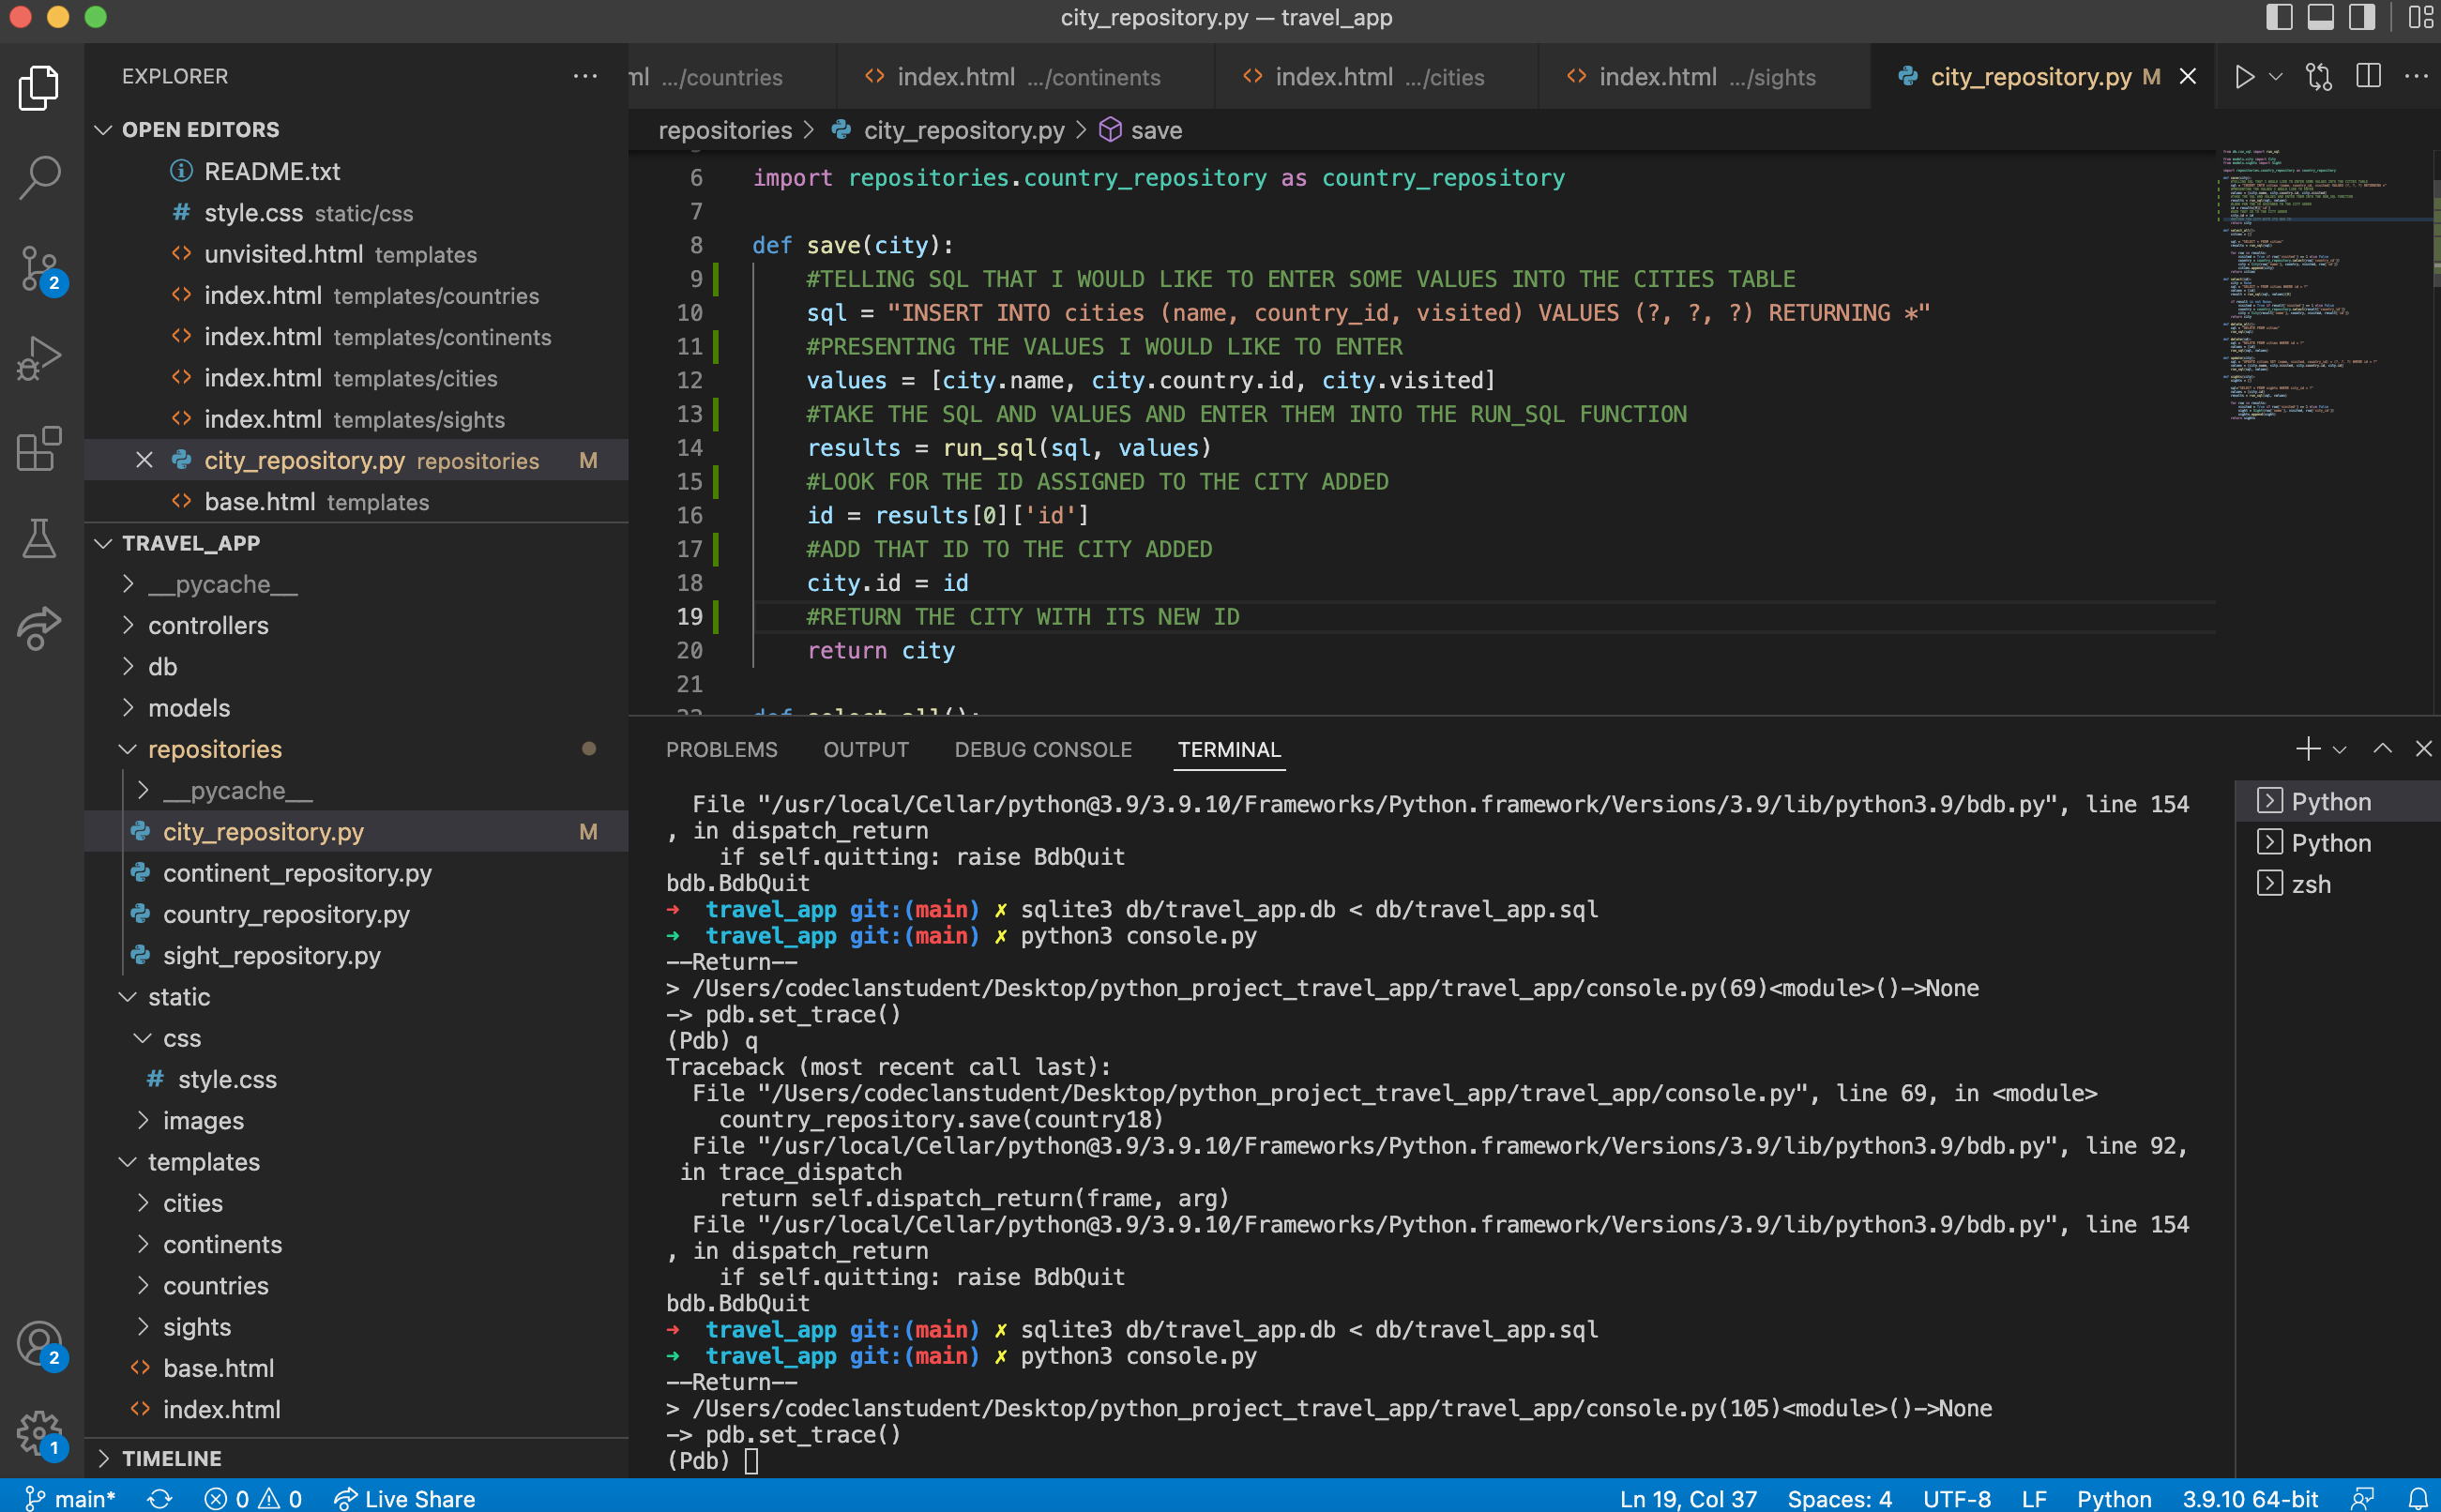 city_repository.py — travel_app
EXPLORER
OPEN EDITORS
README.txt
style.css static/css
unvisited.html templates
index.html templates/countries
index.html templates/continents
index.html templates/cities
index.html templates/sights
city_repository.py repositories M
base.html templates
TRAVEL_APP
__pycache__
controllers
db
models
repositories
__pycache__
city_repository.py M
continent_repository.py
country_repository.py
sight_repository.py
static
css
style.css
images
templates
cities
continents
countries
sights
base.html
index.html
TIMELINE
2
2
1
ml .../countries
index.html .../continents
index.html .../cities
index.html .../sights
city_repository.py M
repositories > city_repository.py > save
6 import repositories.country_repository as country_repository
7
8 def save(city):
9 #TELLING SQL THAT I WOULD LIKE TO ENTER SOME VALUES INTO THE CITIES TABLE
10 sql = "INSERT INTO cities (name, country_id, visited) VALUES (?, ?, ?) RETURNING *"
11 #PRESENTING THE VALUES I WOULD LIKE TO ENTER
12 values = [city.name, city.country.id, city.visited]
13 #TAKE THE SQL AND VALUES AND ENTER THEM INTO THE RUN_SQL FUNCTION
14 results = run_sql(sql, values)
15 #LOOK FOR THE ID ASSIGNED TO THE CITY ADDED
16 id = results[0]['id']
17 #ADD THAT ID TO THE CITY ADDED
18 city.id = id
19 #RETURN THE CITY WITH ITS NEW ID
20 return city
21
22 def select_all():
PROBLEMS OUTPUT DEBUG CONSOLE TERMINAL
File "/usr/local/Cellar/python@3.9/3.9.10/Frameworks/Python.framework/Versions/3.9/lib/python3.9/bdb.py", line 154
, in dispatch_return
if self.quitting: raise BdbQuit
bdb.BdbQuit
➜ travel_app git:(main) ✗ sqlite3 db/travel_app.db < db/travel_app.sql
➜ travel_app git:(main) ✗ python3 console.py
--Return--
> /Users/codeclanstudent/Desktop/python_project_travel_app/travel_app/console.py(69)<module>()->None
-> pdb.set_trace()
(Pdb) q
Traceback (most recent call last):
File "/Users/codeclanstudent/Desktop/python_project_travel_app/travel_app/console.py", line 69, in <module>
country_repository.save(country18)
File "/usr/local/Cellar/python@3.9/3.9.10/Frameworks/Python.framework/Versions/3.9/lib/python3.9/bdb.py", line 92,
in trace_dispatch
return self.dispatch_return(frame, arg)
File "/usr/local/Cellar/python@3.9/3.9.10/Frameworks/Python.framework/Versions/3.9/lib/python3.9/bdb.py", line 154
, in dispatch_return
if self.quitting: raise BdbQuit
bdb.BdbQuit
➜ travel_app git:(main) ✗ sqlite3 db/travel_app.db < db/travel_app.sql
➜ travel_app git:(main) ✗ python3 console.py
--Return--
> /Users/codeclanstudent/Desktop/python_project_travel_app/travel_app/console.py(105)<module>()->None
-> pdb.set_trace()
(Pdb)
Python
Python
zsh
main* 0 0 Live Share
Ln 19, Col 37 Spaces: 4 UTF-8 LF Python 3.9.10 64-bit